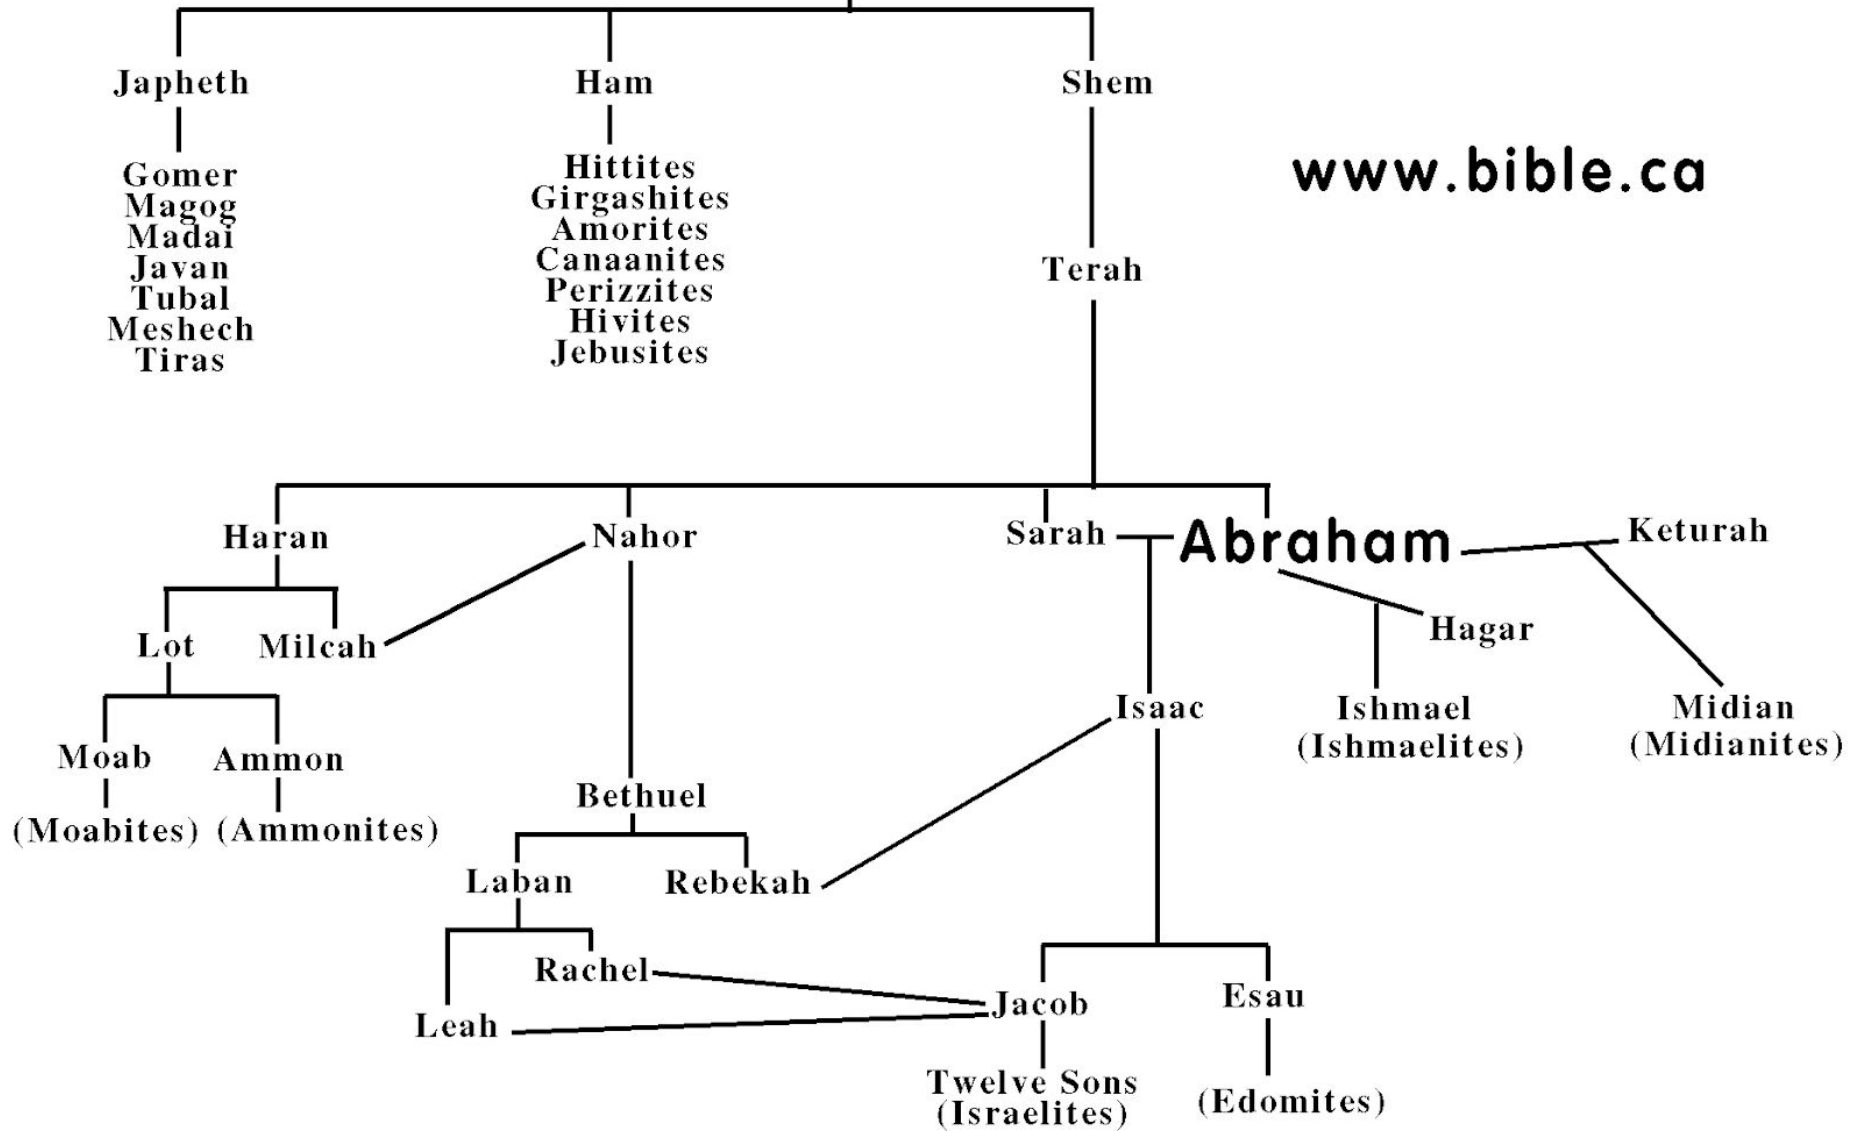 Japheth
Ham
Shem
Gomer
Magog
Madai
Javan
Tubal
Meshech
Tiras
Hittites
Girgashites
Amorites
Canaanites
Perizzites
Hivites
Jebusites
www.bible.ca
Terah
Haran
Nahor
Sarah
Abraham
Keturah
Lot
Milcah
Hagar
Moab
Ammon
Isaac
Ishmael
(Ishmaelites)
Midian
(Midianites)
(Moabites)
(Ammonites)
Bethuel
Laban
Rebekah
Rachel
Leah
Jacob
Esau
Twelve Sons
(Israelites)
(Edomites)